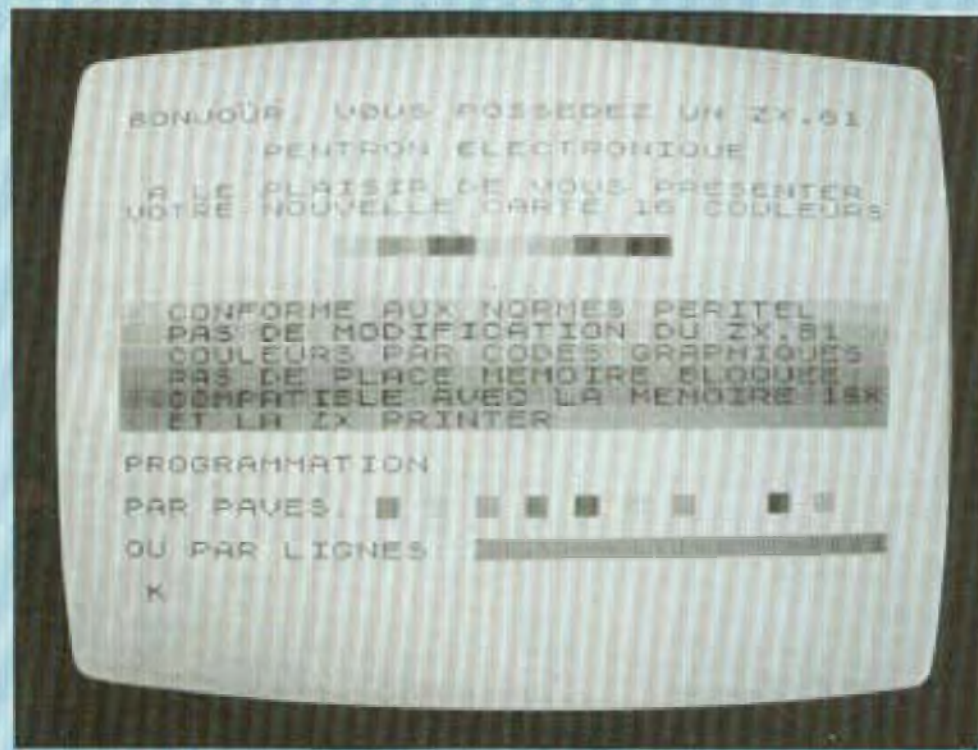 BONJOUR, VOUS POSSEDEZ UN ZX.81
PENTRON ELECTRONIQUE
A LE PLAISIR DE VOUS PRESENTER
VOTRE NOUVELLE CARTE 16 COULEURS
CONFORME AUX NORMES PERITEL
PAS DE MODIFICATION DU ZX.81
COULEURS PAR CODES GRAPHIQUES
PAS DE PLACE MEMOIRE BLOQUEE
COMPATIBLE AVEC LA MEMOIRE 16K
ET LA ZX PRINTER
PROGRAMMATION
PAR PAVES
OU PAR LIGNES
K